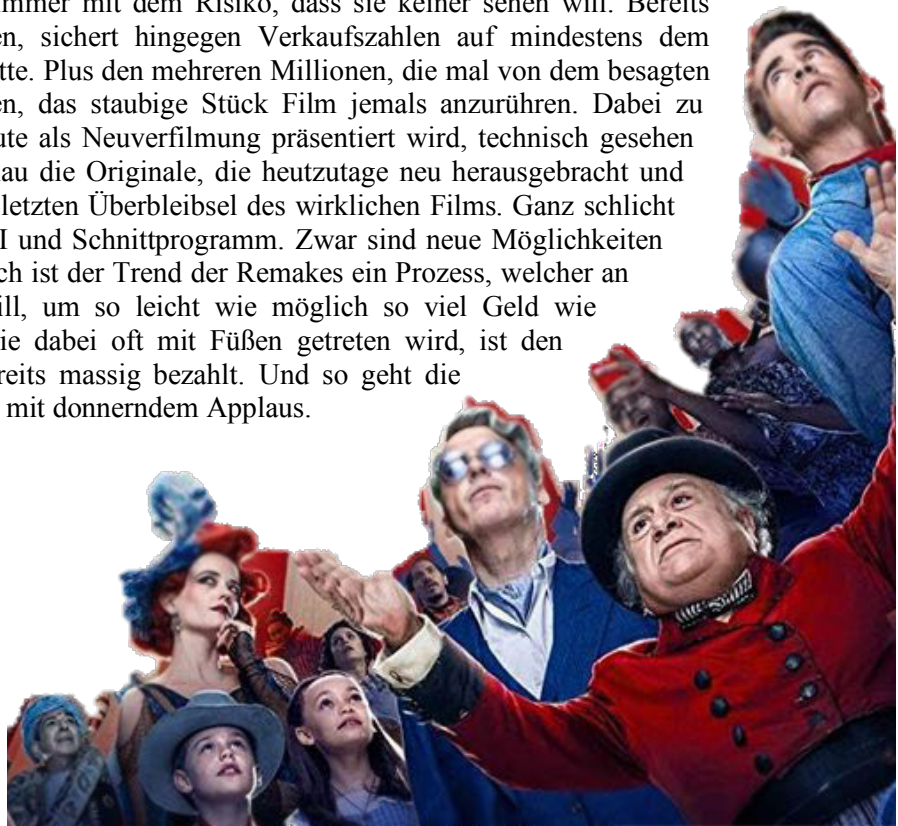 immer mit dem Risiko, dass sie keiner sehen will. Bereits
en, sichert hingegen Verkaufszahlen auf mindestens dem
tte. Plus den mehreren Millionen, die mal von dem besagten
en, das staubige Stück Film jemals anzurühren. Dabei zu
ute als Neuverfilmung präsentiert wird, technisch gesehen
au die Originale, die heutzutage neu herausgebracht und
letzten Überbleibsel des wirklichen Films. Ganz schlicht
I und Schnittprogramm. Zwar sind neue Möglichkeiten
ch ist der Trend der Remakes ein Prozess, welcher an
ill, um so leicht wie möglich so viel Geld wie
ie dabei oft mit Füßen getreten wird, ist den
reits massig bezahlt. Und so geht die
mit donnerndem Applaus.